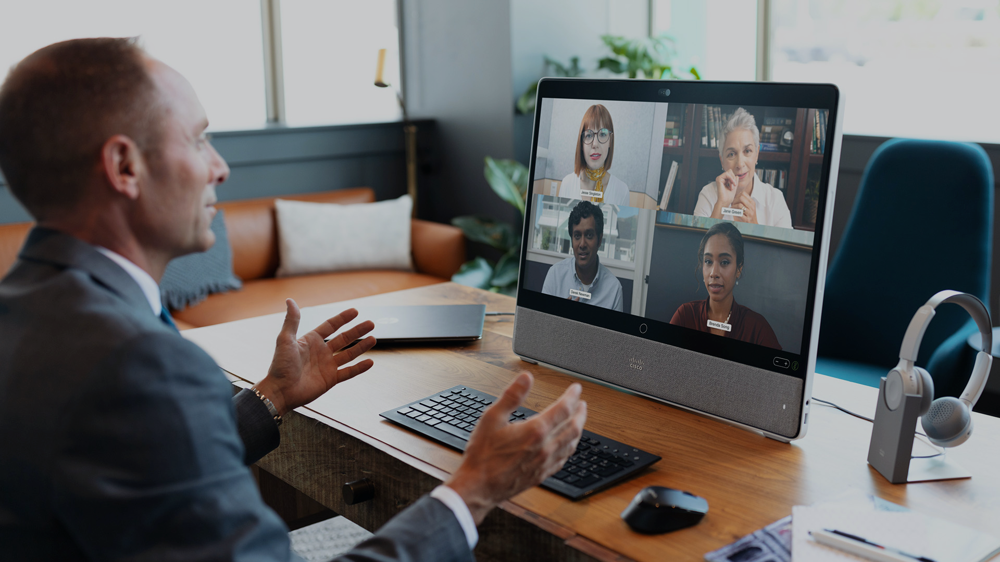 Jesse Singleton
Jane Green
Derek Newman
Brenda Song
CISCO